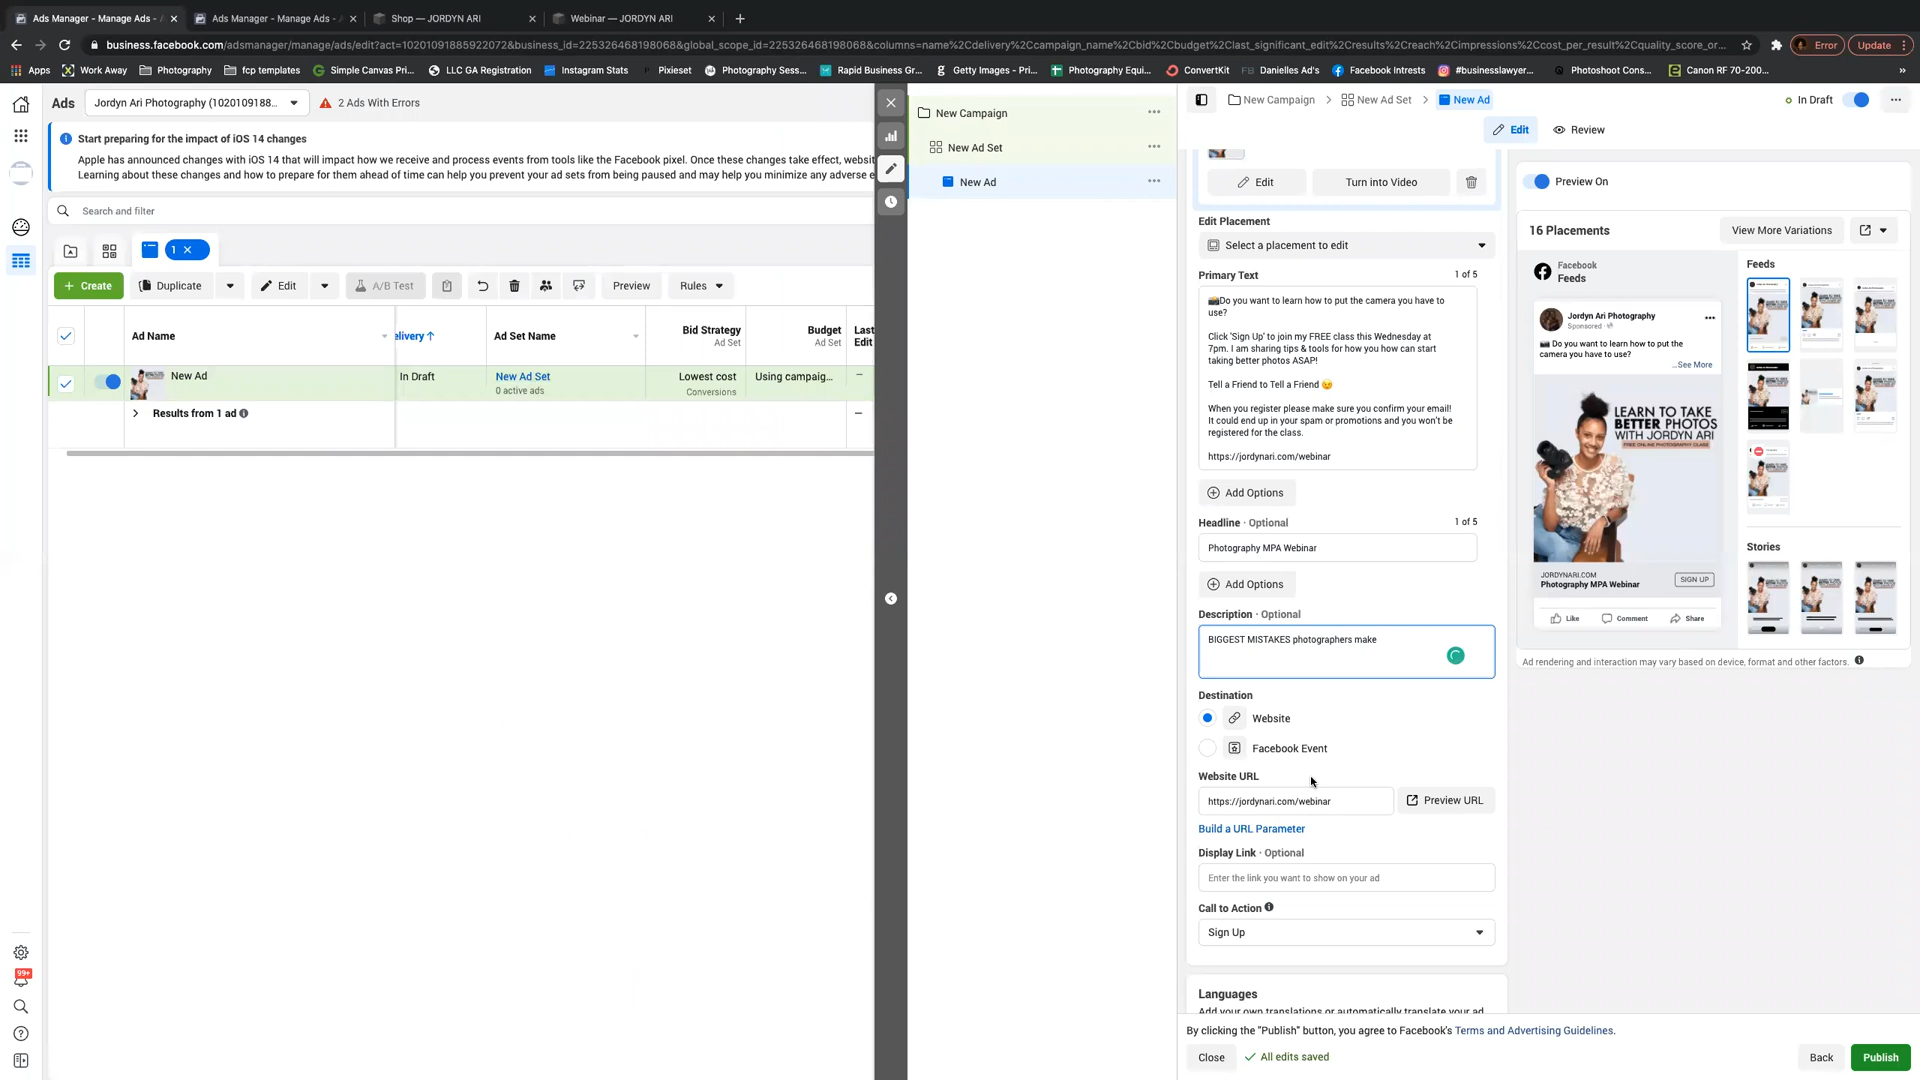 Ads Manager - Manage Ads -
Ads Manager - Manage Ads -
Shop — JORDYN ARI
Webinar — JORDYN ARI
business.facebook.com/adsmanager/manage/ads/edit?act=10201091885922072&business_id=225326468198068&global_scope_id=225326468198068&columns=name%2Cdelivery%2Ccampaign_name%2Cbid%2Cbudget%2Clast_significant_edit%2Cresults%2Creach%2Cimpressions%2Ccost_per_result%2Cquality_score_or...
Error
Update
Apps
Work Away
Photography
fcp templates
Simple Canvas Pri...
LLC GA Registration
Instagram Stats
Pixieset
Photography Sess...
Rapid Business Gr...
Getty Images - Pri...
Photography Equi...
ConvertKit
FB Danielles Ad's
Facebook Intrests
#businesslawyer...
Photoshoot Cons...
Canon RF 70-200...
»
Ads
Jordyn Ari Photography (1020109188...
2 Ads With Errors
Start preparing for the impact of iOS 14 changes
Apple has announced changes with iOS 14 that will impact how we receive and process events from tools like the Facebook pixel. Once these changes take effect, websit
Learning about these changes and how to prepare for them ahead of time can help you prevent your ad sets from being paused and may help you minimize any adverse e
Search and filter
1 ×
+ Create
Duplicate
Edit
A/B Test
Preview
Rules
Ad Name
elivery ↑
Ad Set Name
Bid Strategy
Ad Set
Budget
Ad Set
Last
Edit
New Ad
In Draft
New Ad Set
0 active ads
Lowest cost
Conversions
Using campaig...
—
Results from 1 ad
—
99+
New Campaign
New Ad Set
New Ad
New Campaign
New Ad Set
New Ad
In Draft
Edit
Review
Edit
Turn into Video
Edit Placement
Select a placement to edit
Primary Text
1 of 5
📸Do you want to learn how to put the camera you have to
use?
Click 'Sign Up' to join my FREE class this Wednesday at
7pm. I am sharing tips & tools for how you how can start
taking better photos ASAP!
Tell a Friend to Tell a Friend 😉
When you register please make sure you confirm your email!
It could end up in your spam or promotions and you won't be
registered for the class.
https://jordynari.com/webinar
Add Options
Headline · Optional
1 of 5
Photography MPA Webinar
Add Options
Description · Optional
BIGGEST MISTAKES photographers make
Destination
Website
Facebook Event
Website URL
https://jordynari.com/webinar
Preview URL
Build a URL Parameter
Display Link · Optional
Enter the link you want to show on your ad
Call to Action
Sign Up
Languages
Add your own translations or automatically translate your ad
By clicking the "Publish" button, you agree to Facebook's Terms and Advertising Guidelines.
Close
All edits saved
Back
Publish
Preview On
16 Placements
View More Variations
Facebook
Feeds
Jordyn Ari Photography
Sponsored ·
📸 Do you want to learn how to put the
camera you have to use?
...See More
LEARN TO TAKE
BETTER PHOTOS
WITH JORDYN ARI
FREE ONLINE PHOTOGRAPHY CLASS
JORDYNARI.COM
Photography MPA Webinar
SIGN UP
Like
Comment
Share
Feeds
Stories
Ad rendering and interaction may vary based on device, format and other factors.